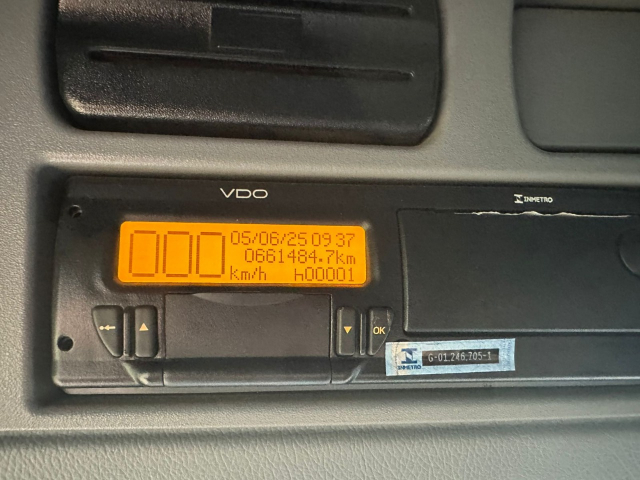 VDO
INMETRO
000
05/06/25 09 37
0661484.7km
km/h h00001
OK
INMETRO
G-01.246.705-1